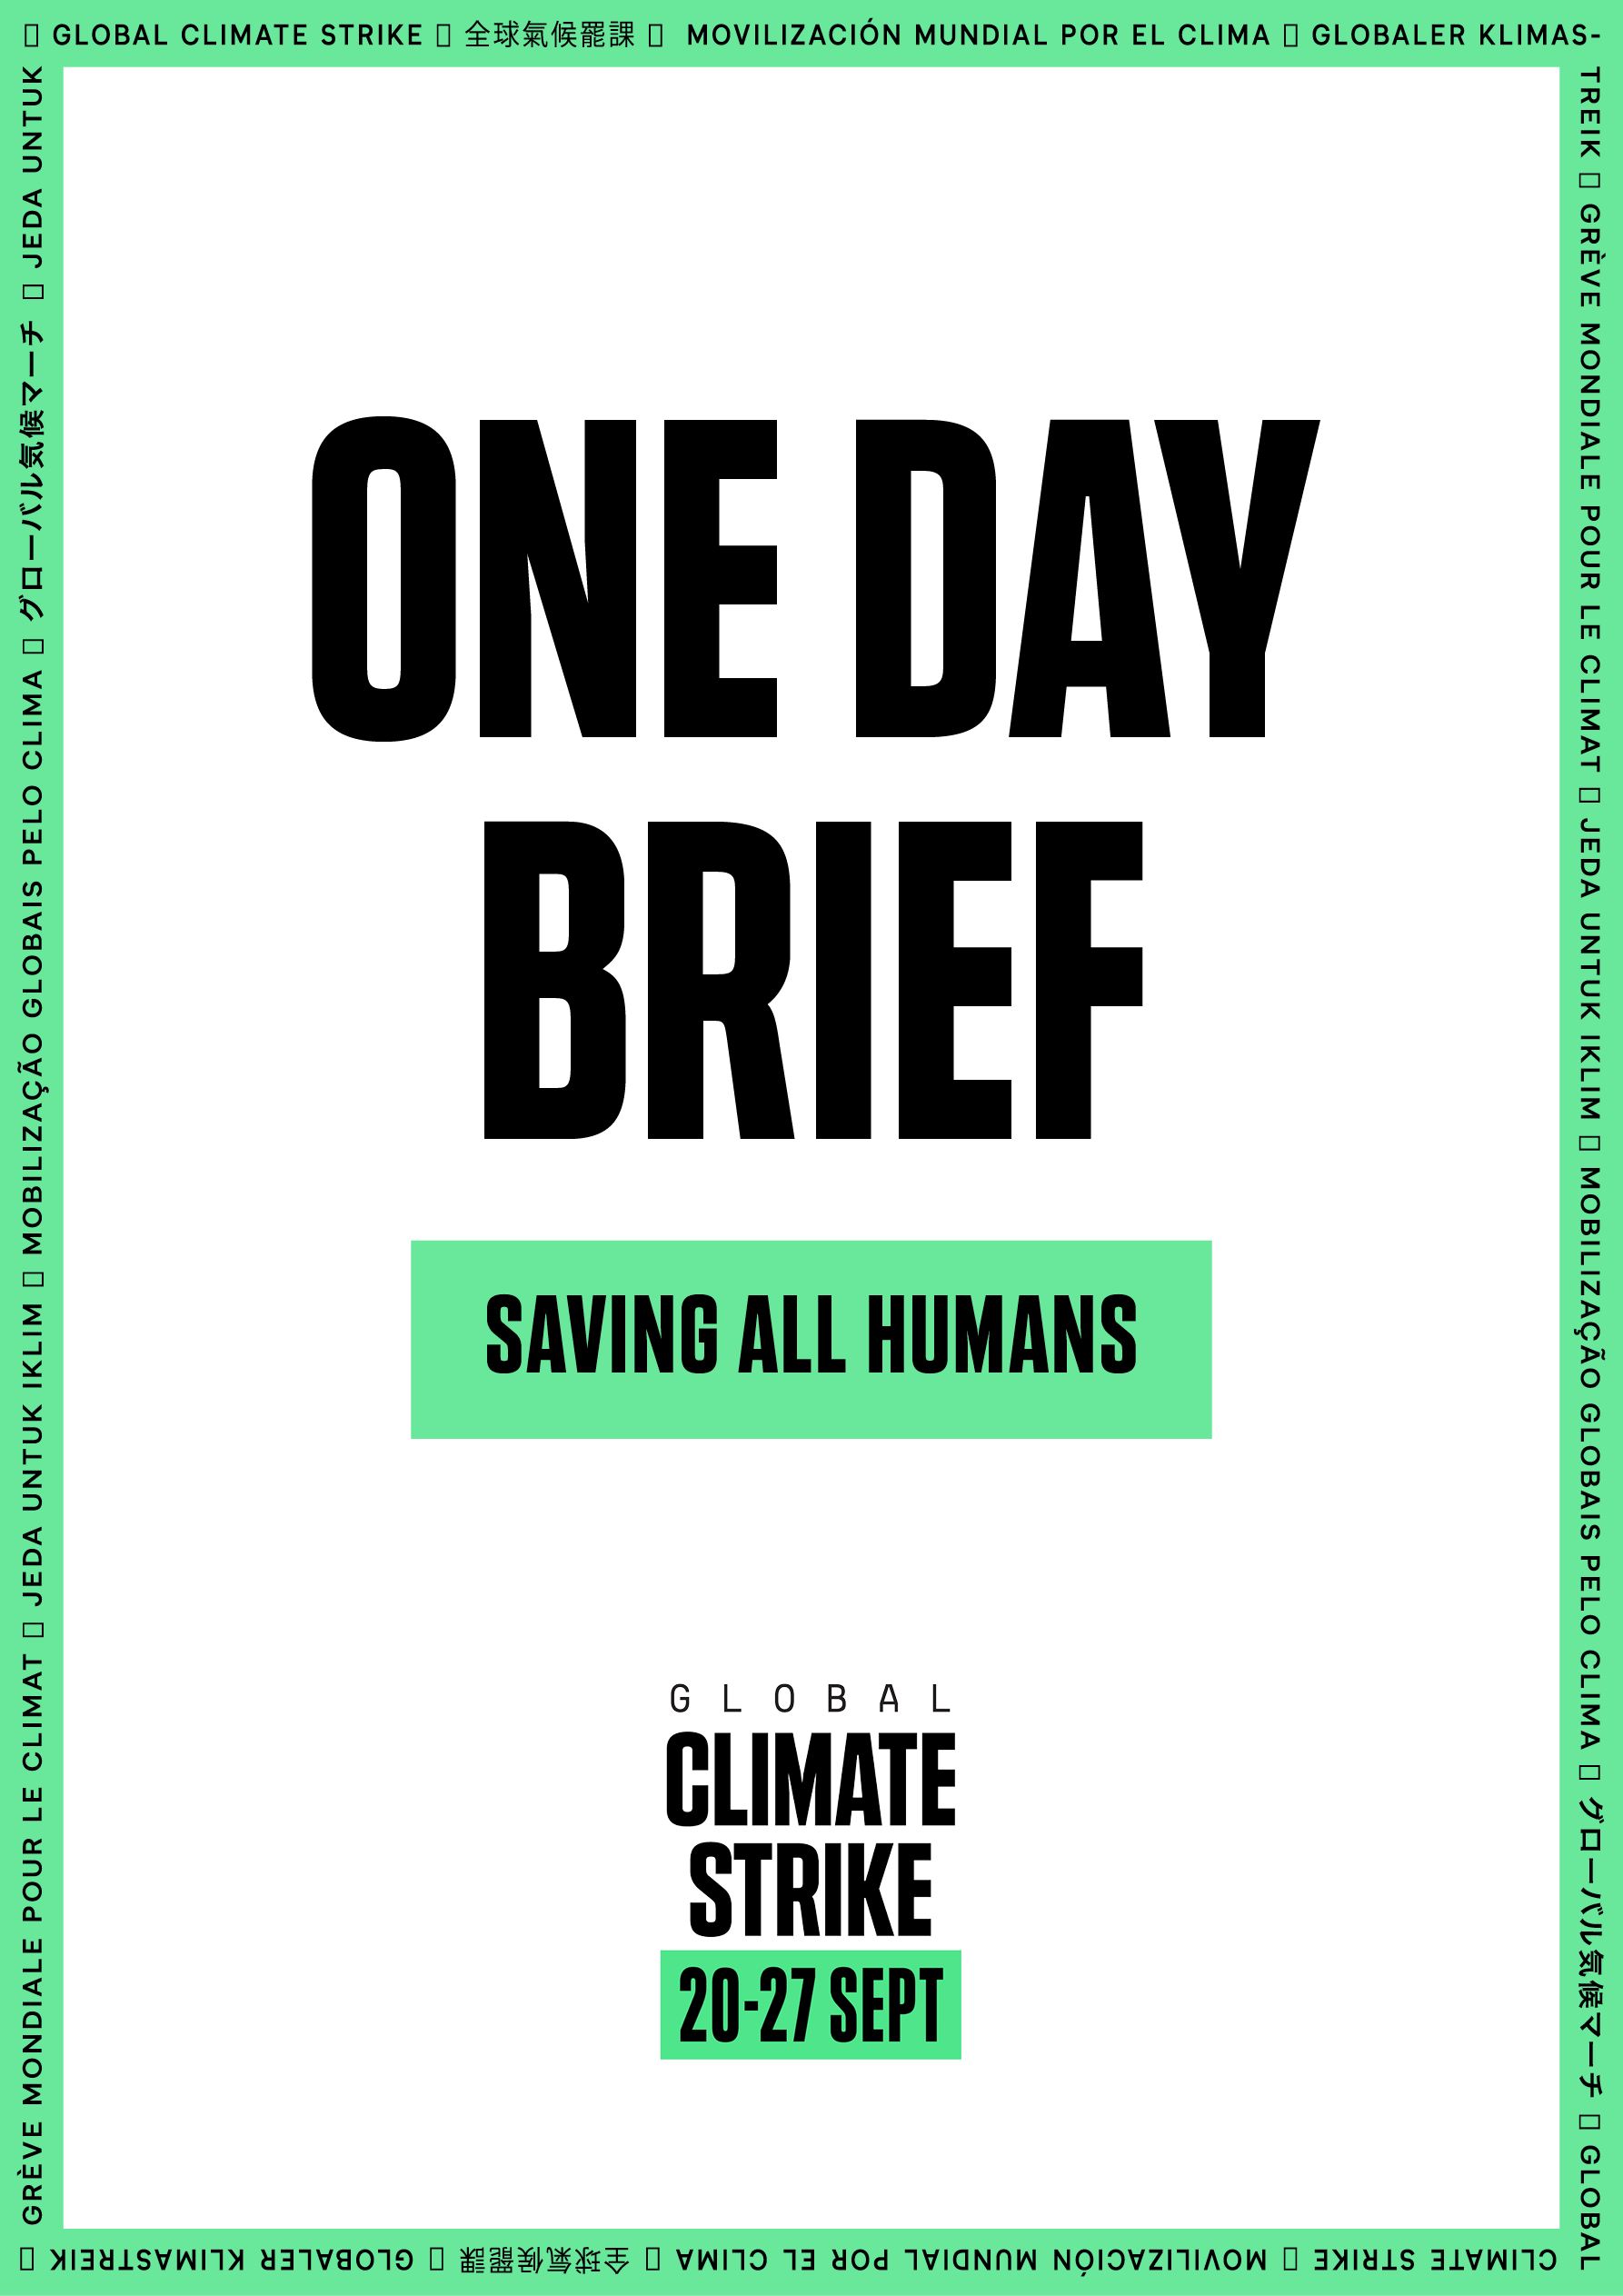 ▯ GLOBAL CLIMATE STRIKE ▯ 全球氣候罷課 ▯ MOVILIZACIÓN MUNDIAL POR EL CLIMA ▯ GLOBALER KLIMAS-
TREIK ▯ GRÈVE MONDIALE POUR LE CLIMAT ▯ JEDA UNTUK IKLIM ▯ MOBILIZAÇÃO GLOBAIS PELO CLIMA ▯ グローバル気候マーチ ▯ GLOBAL
CLIMATE STRIKE ▯ MOVILIZACIÓN MUNDIAL POR EL CLIMA ▯ 全球氣候罷課 ▯ GLOBALER KLIMASTREIK ▯
GRÈVE MONDIALE POUR LE CLIMAT ▯ JEDA UNTUK IKLIM ▯ MOBILIZAÇÃO GLOBAIS PELO CLIMA ▯ グローバル気候マーチ ▯ JEDA UNTUK
ONE DAY
BRIEF
SAVING ALL HUMANS
GLOBAL
CLIMATE
STRIKE
20-27 SEPT